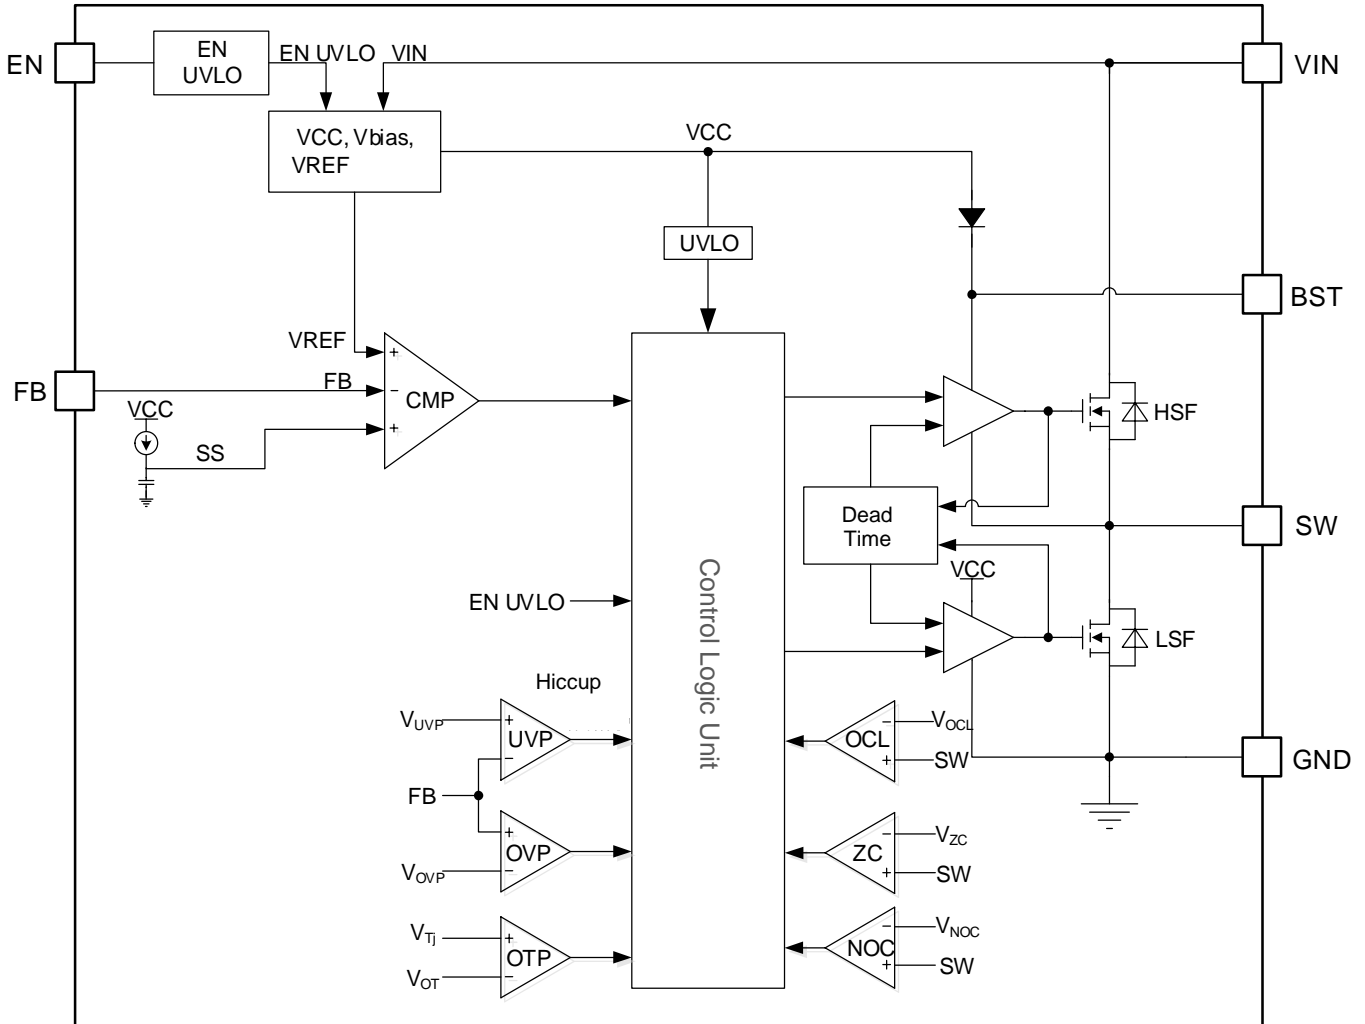 EN
EN
UVLO
EN UVLO
VIN
VIN
VCC, Vbias,
VREF
VCC
UVLO
BST
VREF
+
FB
FB
−
CMP
HSF
VCC
+
SS
Dead
Time
SW
VCC
EN UVLO
Control Logic Unit
LSF
Hiccup
VUVP
+
UVP
−
−
VOCL
OCL
+
SW
GND
FB
+
OVP
VOVP
−
−
VZC
ZC
+
SW
VTj
+
OTP
VOT
−
−
VNOC
NOC
+
SW